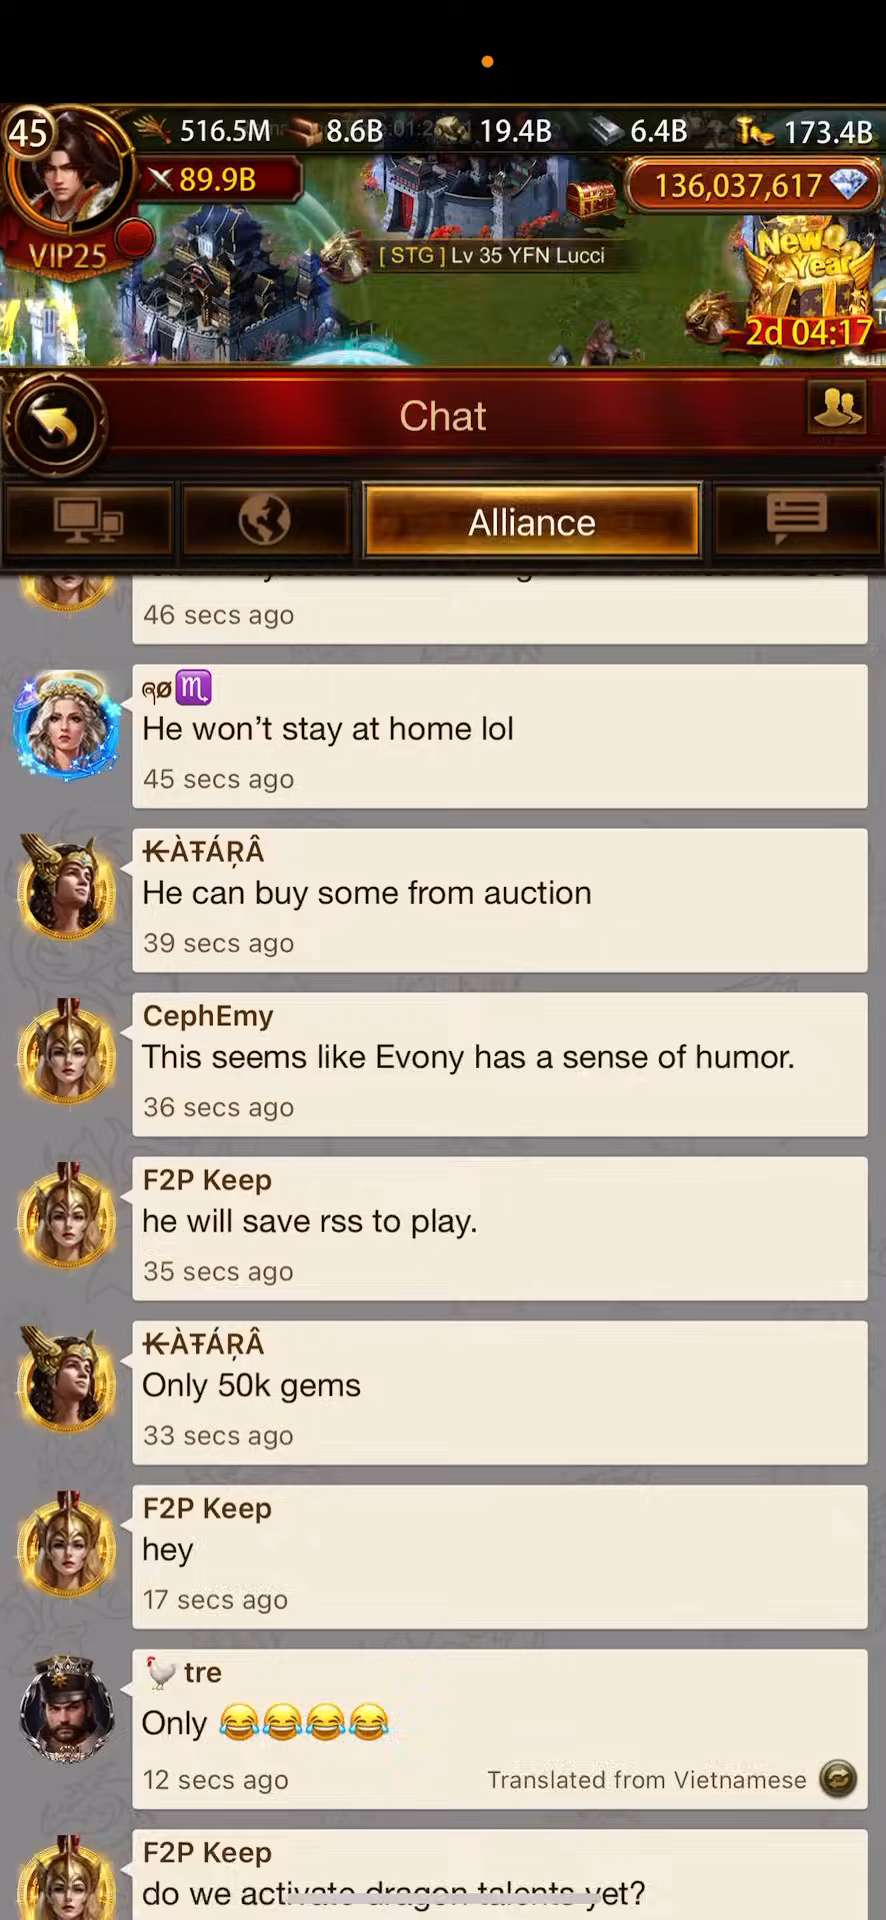 45
516.5M
8.6B
19.4B
6.4B
173.4B
89.9B
136,037,617
VIP25
[ STG ] Lv 35 YFN Lucci
New
Year
2d 04:17
Chat
Alliance
46 secs ago
ཞø♏
He won’t stay at home lol
45 secs ago
₭ÀŦÁŖÂ
He can buy some from auction
39 secs ago
CephEmy
This seems like Evony has a sense of humor.
36 secs ago
F2P Keep
he will save rss to play.
35 secs ago
₭ÀŦÁŖÂ
Only 50k gems
33 secs ago
F2P Keep
hey
17 secs ago
🐓 tre
Only 😂😂😂😂
12 secs ago
Translated from Vietnamese
F2P Keep
do we activate dragon talents yet?